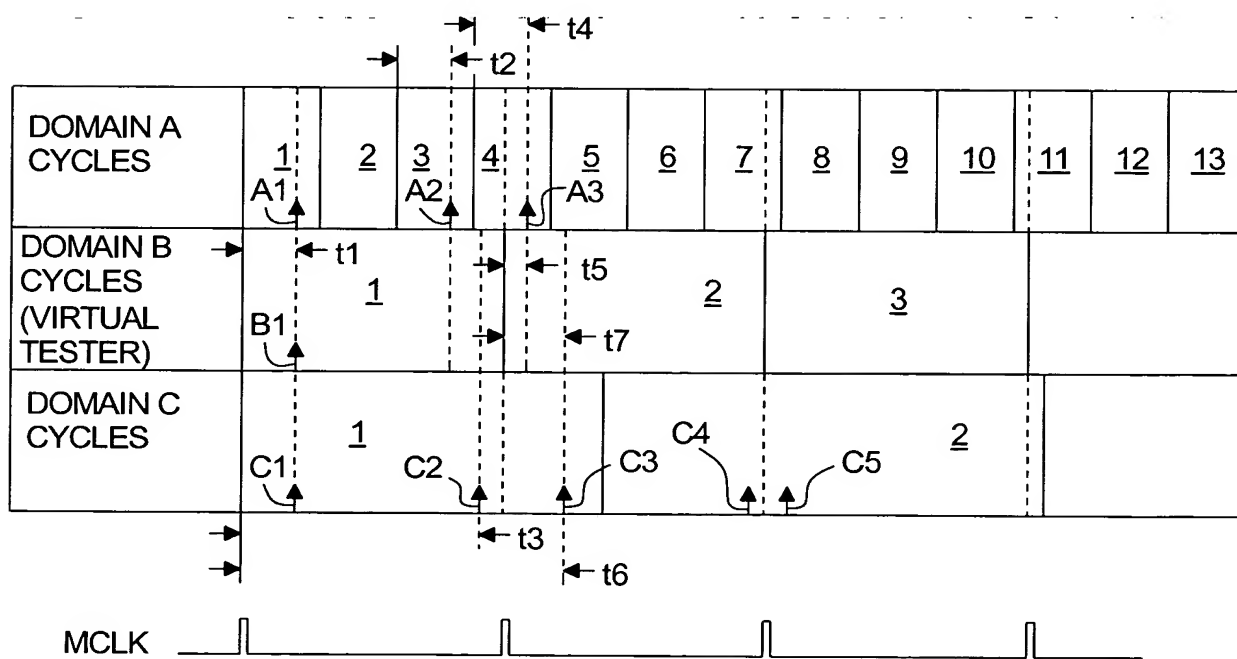 t4
t2
DOMAIN A
CYCLES
1 2 3 4 5 6 7 8 9 10 11 12 13
A1 A2 A3
DOMAIN B
CYCLES
(VIRTUAL
TESTER)
t1 t5
1 2 3
B1 t7
DOMAIN C
CYCLES
1 2
C1 C2 C3 C4 C5
t3
t6
MCLK